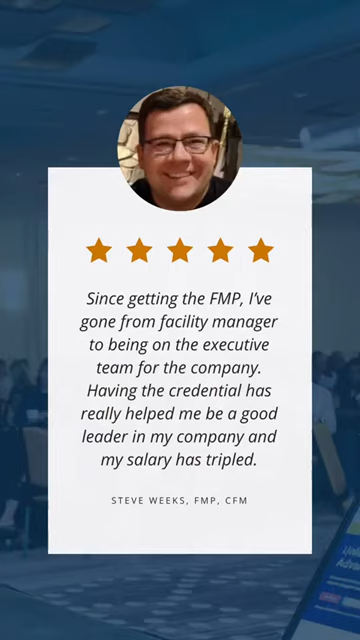 Since getting the FMP, I've
gone from facility manager
to being on the executive
team for the company.
Having the credential has
really helped me be a good
leader in my company and
my salary has tripled.
STEVE WEEKS, FMP, CFM